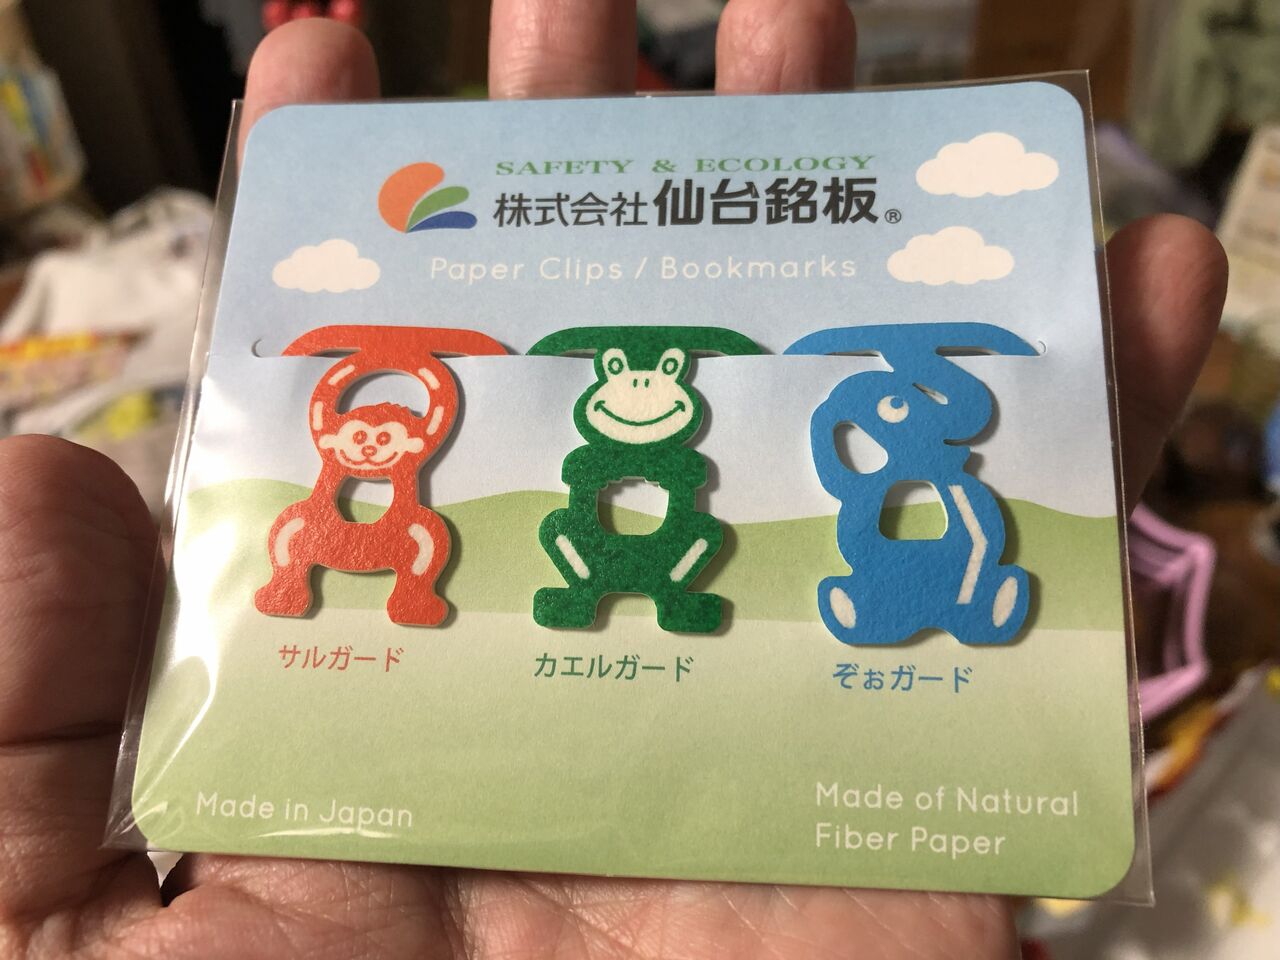 SAFETY & ECOLOGY
株式会社 仙台銘板®
Paper Clips / Bookmarks
サルガード
カエルガード
ぞぉガード
Made in Japan
Made of Natural
Fiber Paper